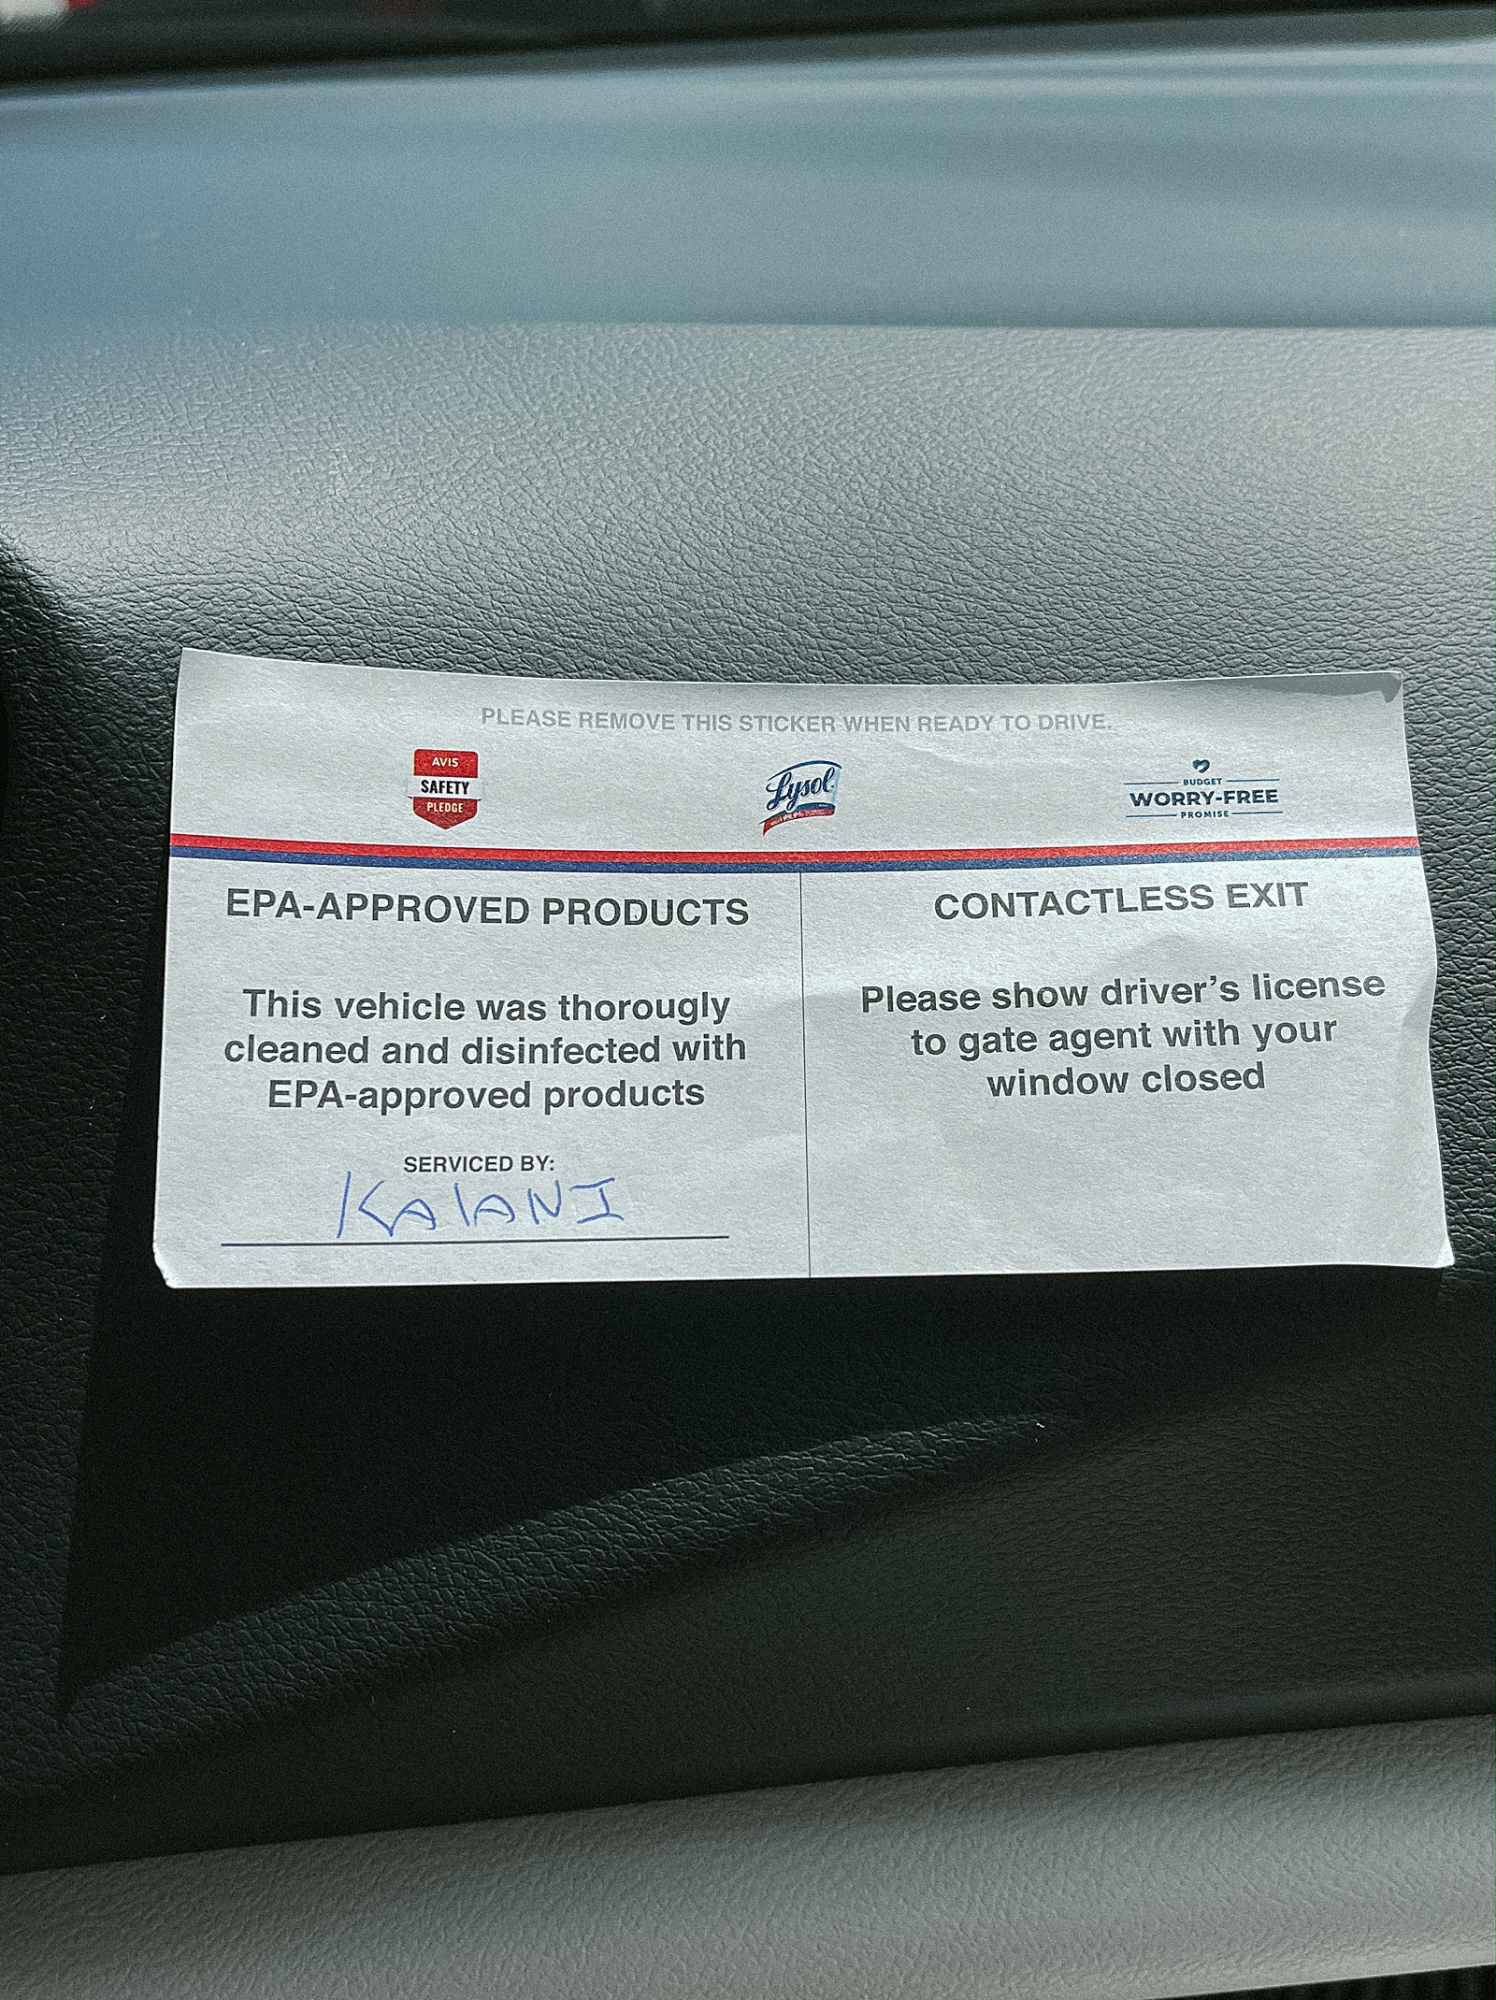 PLEASE REMOVE THIS STICKER WHEN READY TO DRIVE.
AVIS
SAFETY
PLEDGE
Lysol
BUDGET
WORRY-FREE
PROMISE
EPA-APPROVED PRODUCTS
This vehicle was thorougly
cleaned and disinfected with
EPA-approved products
SERVICED BY:
KALANI
CONTACTLESS EXIT
Please show driver's license
to gate agent with your
window closed